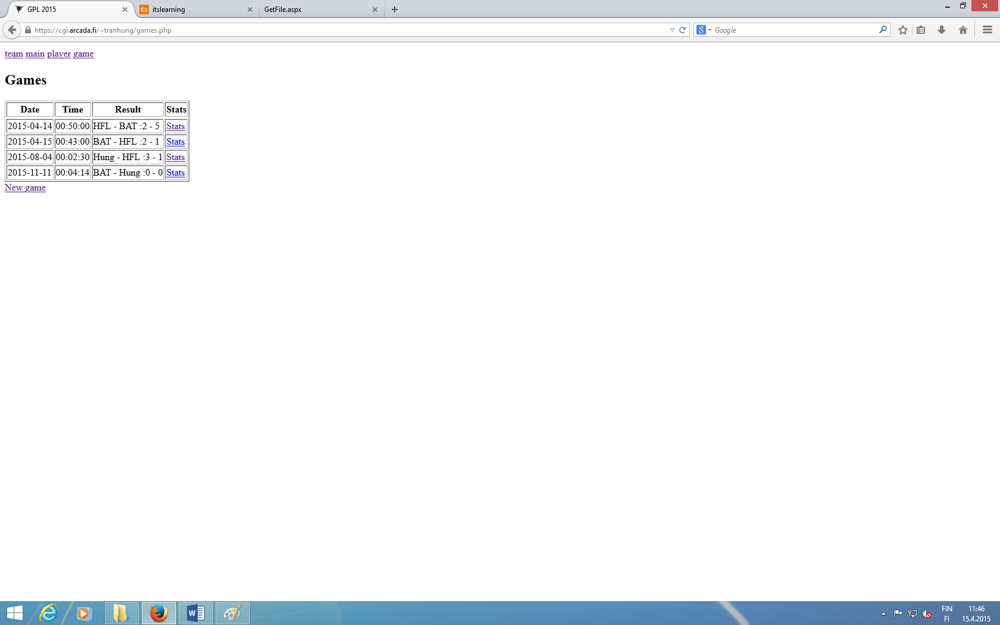 GPL 2015 its itslearning GetFile.aspx
https://cgi.arcada.fi/~tranhung/games.php 8 Google
team main player game
Games
Date Time Result Stats
2015-04-14 00:50:00 HFL - BAT :2 - 5 Stats
2015-04-15 00:43:00 BAT - HFL :2 - 1 Stats
2015-08-04 00:02:30 Hung - HFL :3 - 1 Stats
2015-11-11 00:04:14 BAT - Hung :0 - 0 Stats
New game
FIN 11:46
FI 15.4.2015